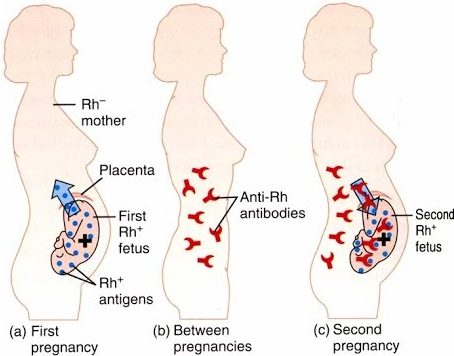 Rh⁻
mother
Placenta
First
Rh⁺
fetus
Rh⁺
antigens
(a) First
pregnancy
Anti-Rh
antibodies
(b) Between
pregnancies
Second
Rh⁺
fetus
+
+
(c) Second
pregnancy